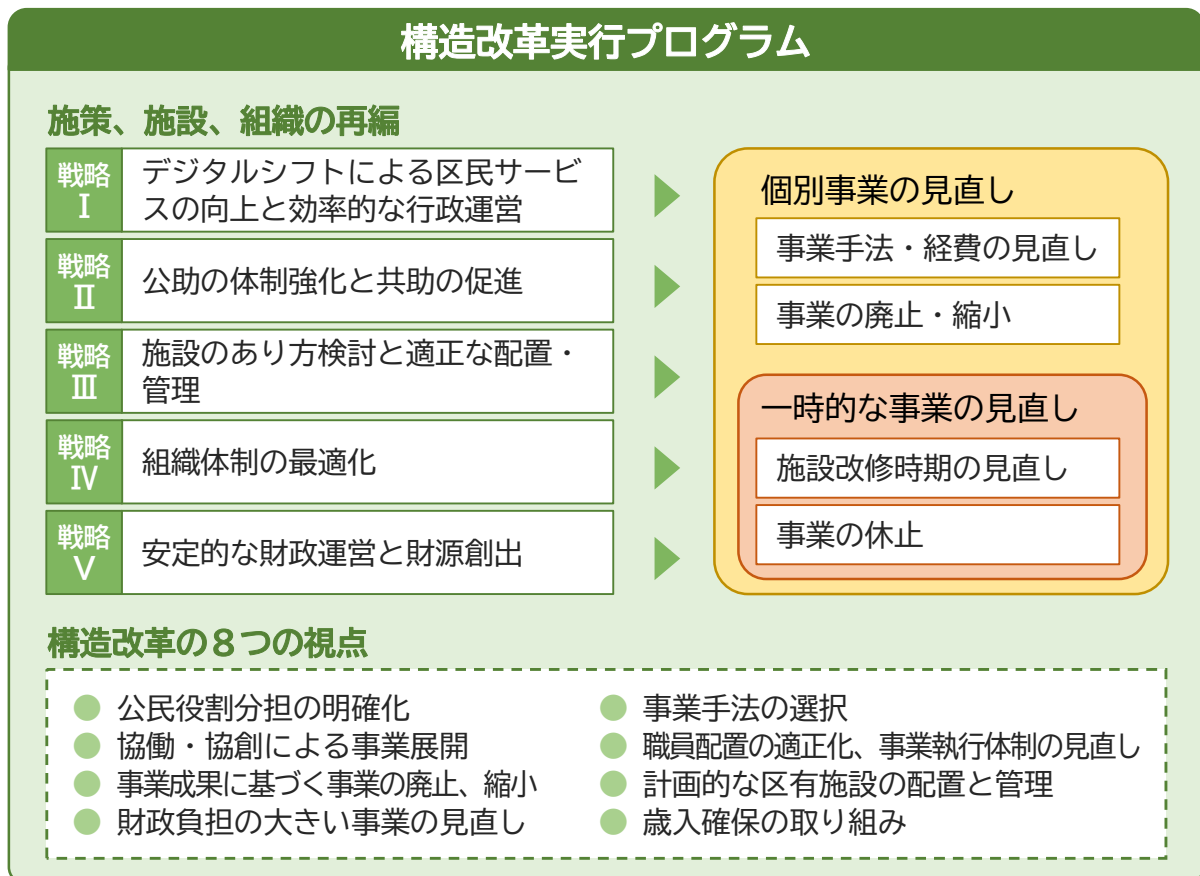 構造改革実行プログラム
施策、施設、組織の再編
戦略
Ⅰ
デジタルシフトによる区民サービ
スの向上と効率的な行政運営
戦略
Ⅱ
公助の体制強化と共助の促進
戦略
Ⅲ
施設のあり方検討と適正な配置・
管理
戦略
Ⅳ
組織体制の最適化
戦略
Ⅴ
安定的な財政運営と財源創出
個別事業の見直し
事業手法・経費の見直し
事業の廃止・縮小
一時的な事業の見直し
施設改修時期の見直し
事業の休止
構造改革の８つの視点
公民役割分担の明確化
協働・協創による事業展開
事業成果に基づく事業の廃止、縮小
財政負担の大きい事業の見直し
事業手法の選択
職員配置の適正化、事業執行体制の見直し
計画的な区有施設の配置と管理
歳入確保の取り組み